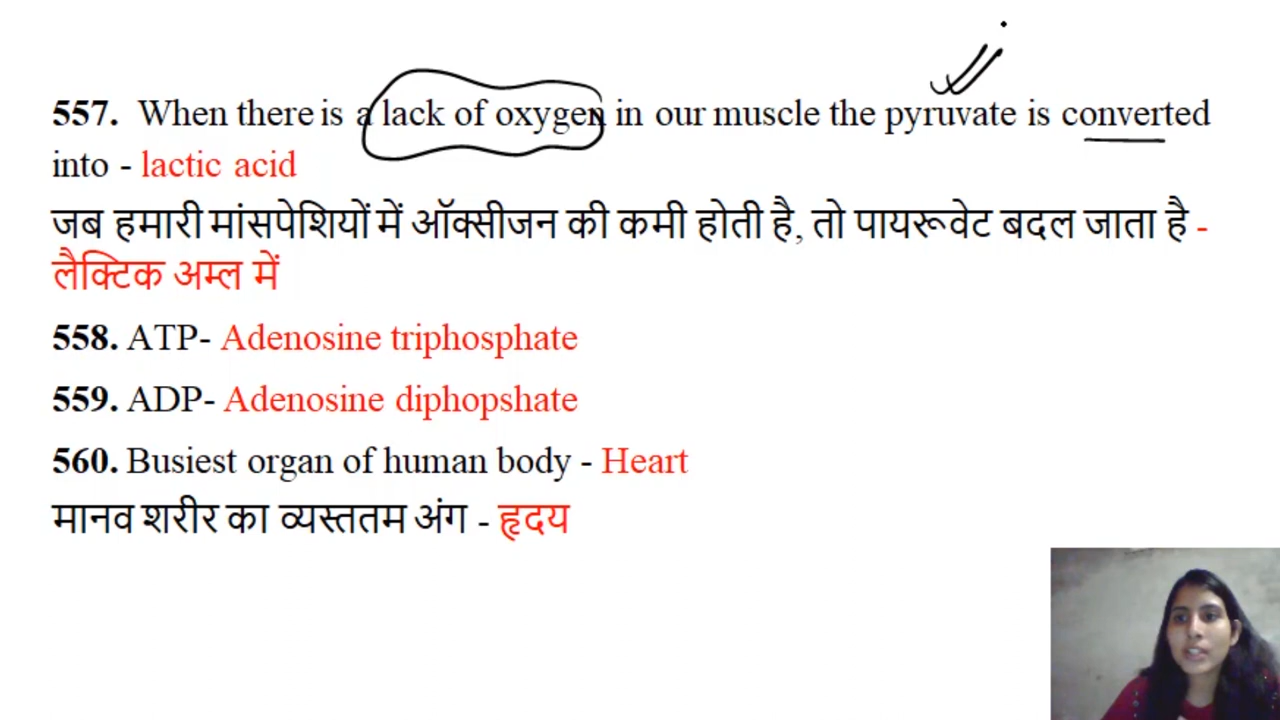 557. When there is a lack of oxygen in our muscle the pyruvate is converted
into - lactic acid
जब हमारी मांसपेशियों में ऑक्सीजन की कमी होती है, तो पायरूवेट बदल जाता है -
लैक्टिक अम्ल में
558. ATP- Adenosine triphosphate
559. ADP- Adenosine diphopshate
560. Busiest organ of human body - Heart
मानव शरीर का व्यस्ततम अंग - हृदय